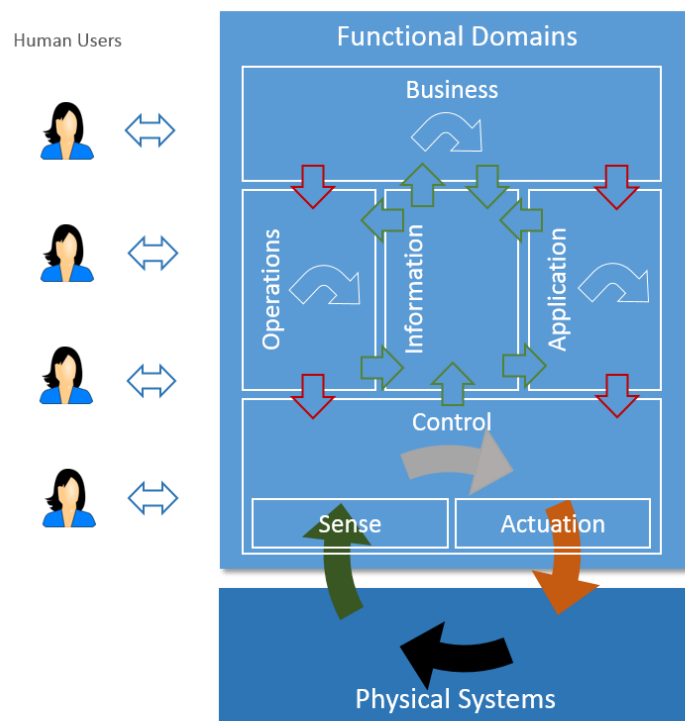 Human Users
Functional Domains
Business
Operations
Information
Application
Control
Sense
Actuation
Physical Systems